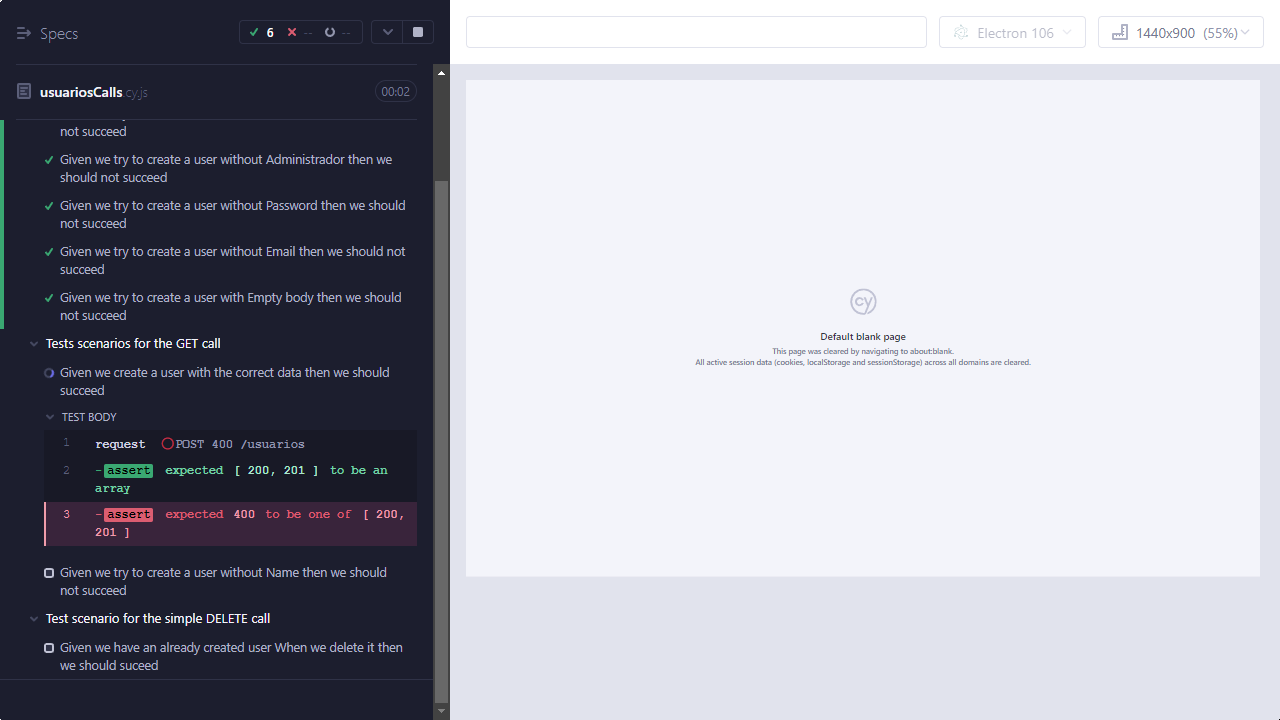 Specs
6
--
--
Electron 106
1440x900 (55%)
usuariosCalls cy.js
00:02
not succeed
Given we try to create a user without Administrador then we
should not succeed
Given we try to create a user without Password then we should
not succeed
Given we try to create a user without Email then we should not
succeed
Given we try to create a user with Empty body then we should
not succeed
Tests scenarios for the GET call
Given we create a user with the correct data then we should
succeed
TEST BODY
1 request POST 400 /usuarios
2 -assert expected [ 200, 201 ] to be an
array
3 -assert expected 400 to be one of [ 200,
201 ]
Given we try to create a user without Name then we should
not succeed
Test scenario for the simple DELETE call
Given we have an already created user When we delete it then
we should suceed
cy
Default blank page
This page was cleared by navigating to about:blank.
All active session data (cookies, localStorage and sessionStorage) across all domains are cleared.